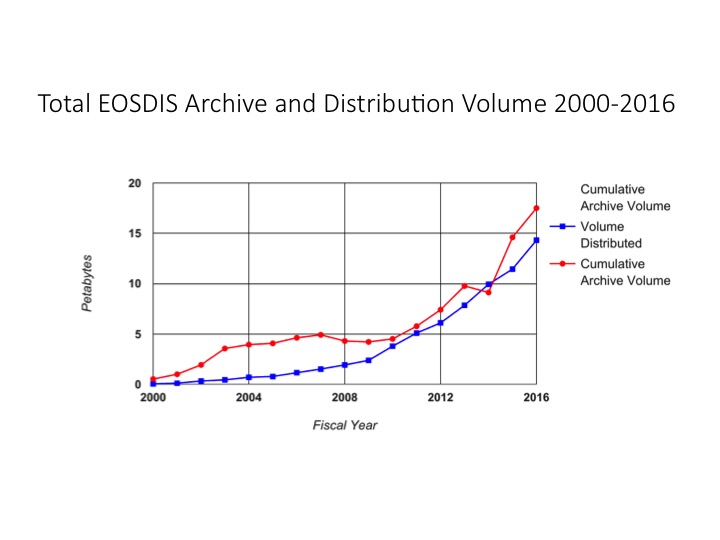 Total EOSDIS Archive and Distribution Volume 2000-2016
20
15
10
5
0
Petabytes
2000
2004
2008
2012
2016
Fiscal Year
Cumulative
Archive Volume
Volume
Distributed
Cumulative
Archive Volume